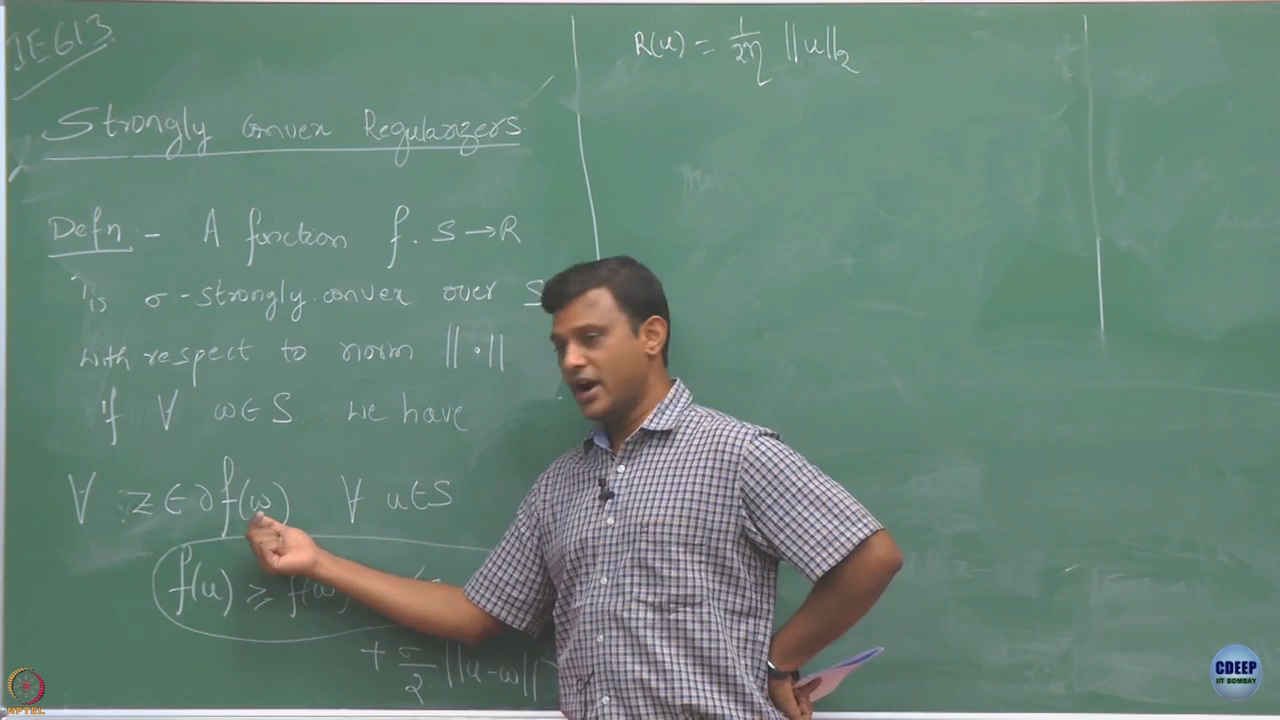 IE613
Strongly Convex Regularizers
Defn - A function f. S→R
is σ-strongly convex over S
with respect to norm ||·||
if ∀ ω∈S we have
∀ z∈∂f(ω) ∀ u∈S
f(u) ≥ f(ω)
+ σ/2 ||u-ω||
R(u) = 1/2η ||u||₂
NPTEL
CDEEP
IIT BOMBAY